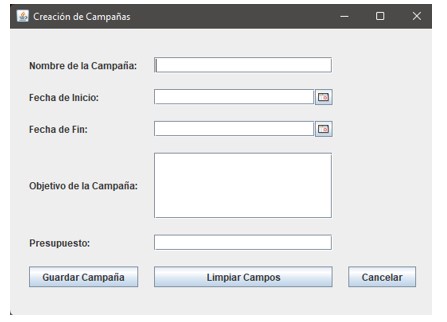 Creación de Campañas
Nombre de la Campaña:
Fecha de Inicio:
Fecha de Fin:
Objetivo de la Campaña:
Presupuesto:
Guardar Campaña Limpiar Campos Cancelar